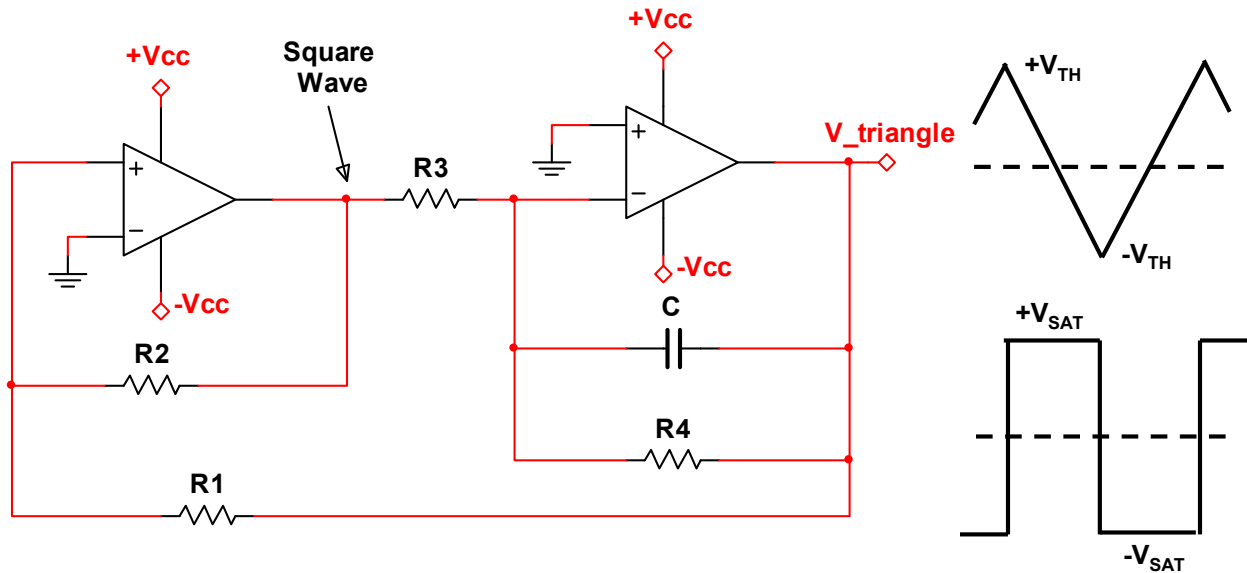 +Vcc
Square
Wave
+Vcc
+V_TH
V_triangle
R3
+
−
+
−
-Vcc
-Vcc
-V_TH
C
+V_SAT
R2
R4
R1
-V_SAT